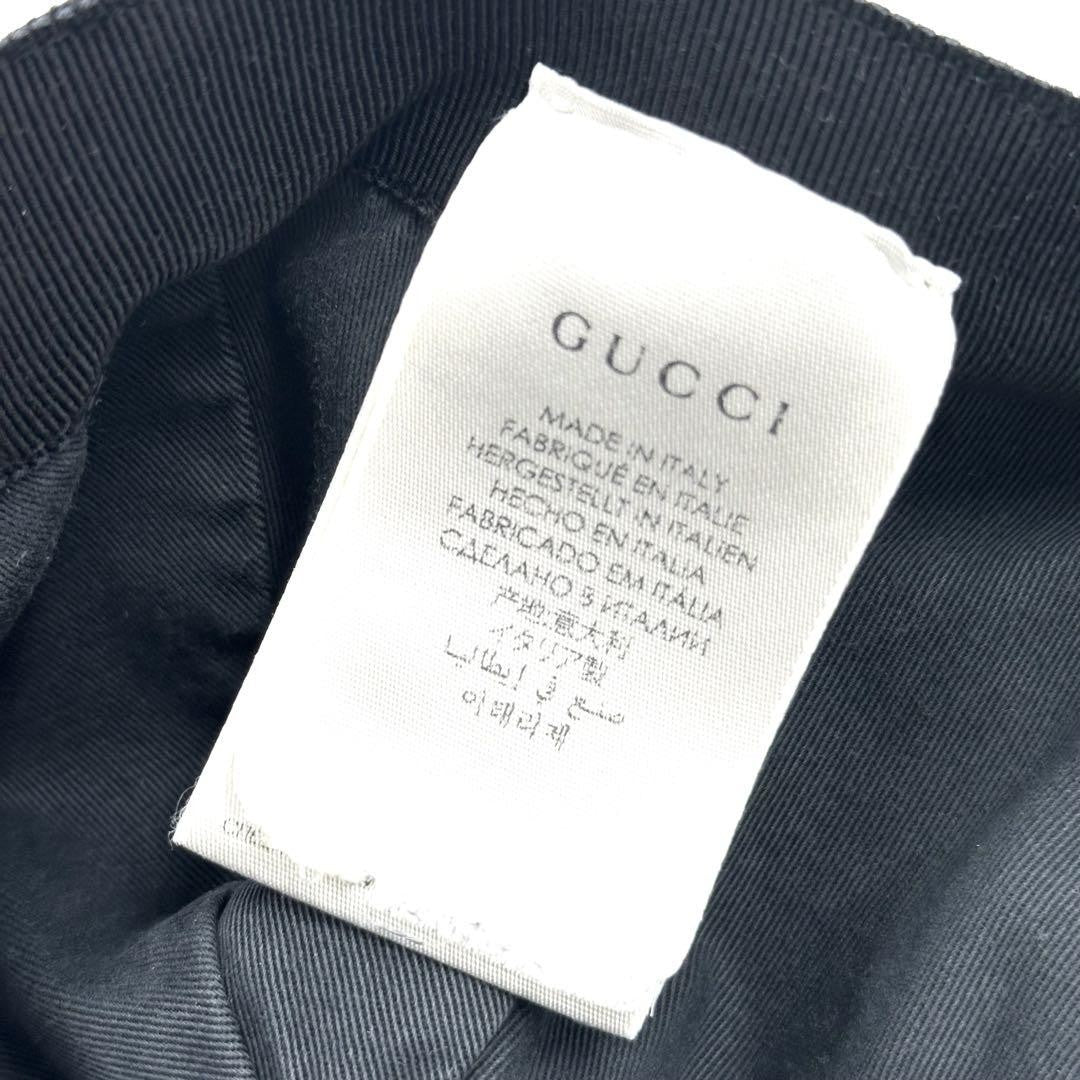 GUCCI
MADE IN ITALY
FABRIQUÉ EN ITALIE
HERGESTELLT IN ITALIEN
HECHO EN ITALIA
FABRICADO EM ITALIA
СДЕЛАНО В ИТАЛИИ
产地:意大利
イタリア製
صنع في إيطاليا
이태리제